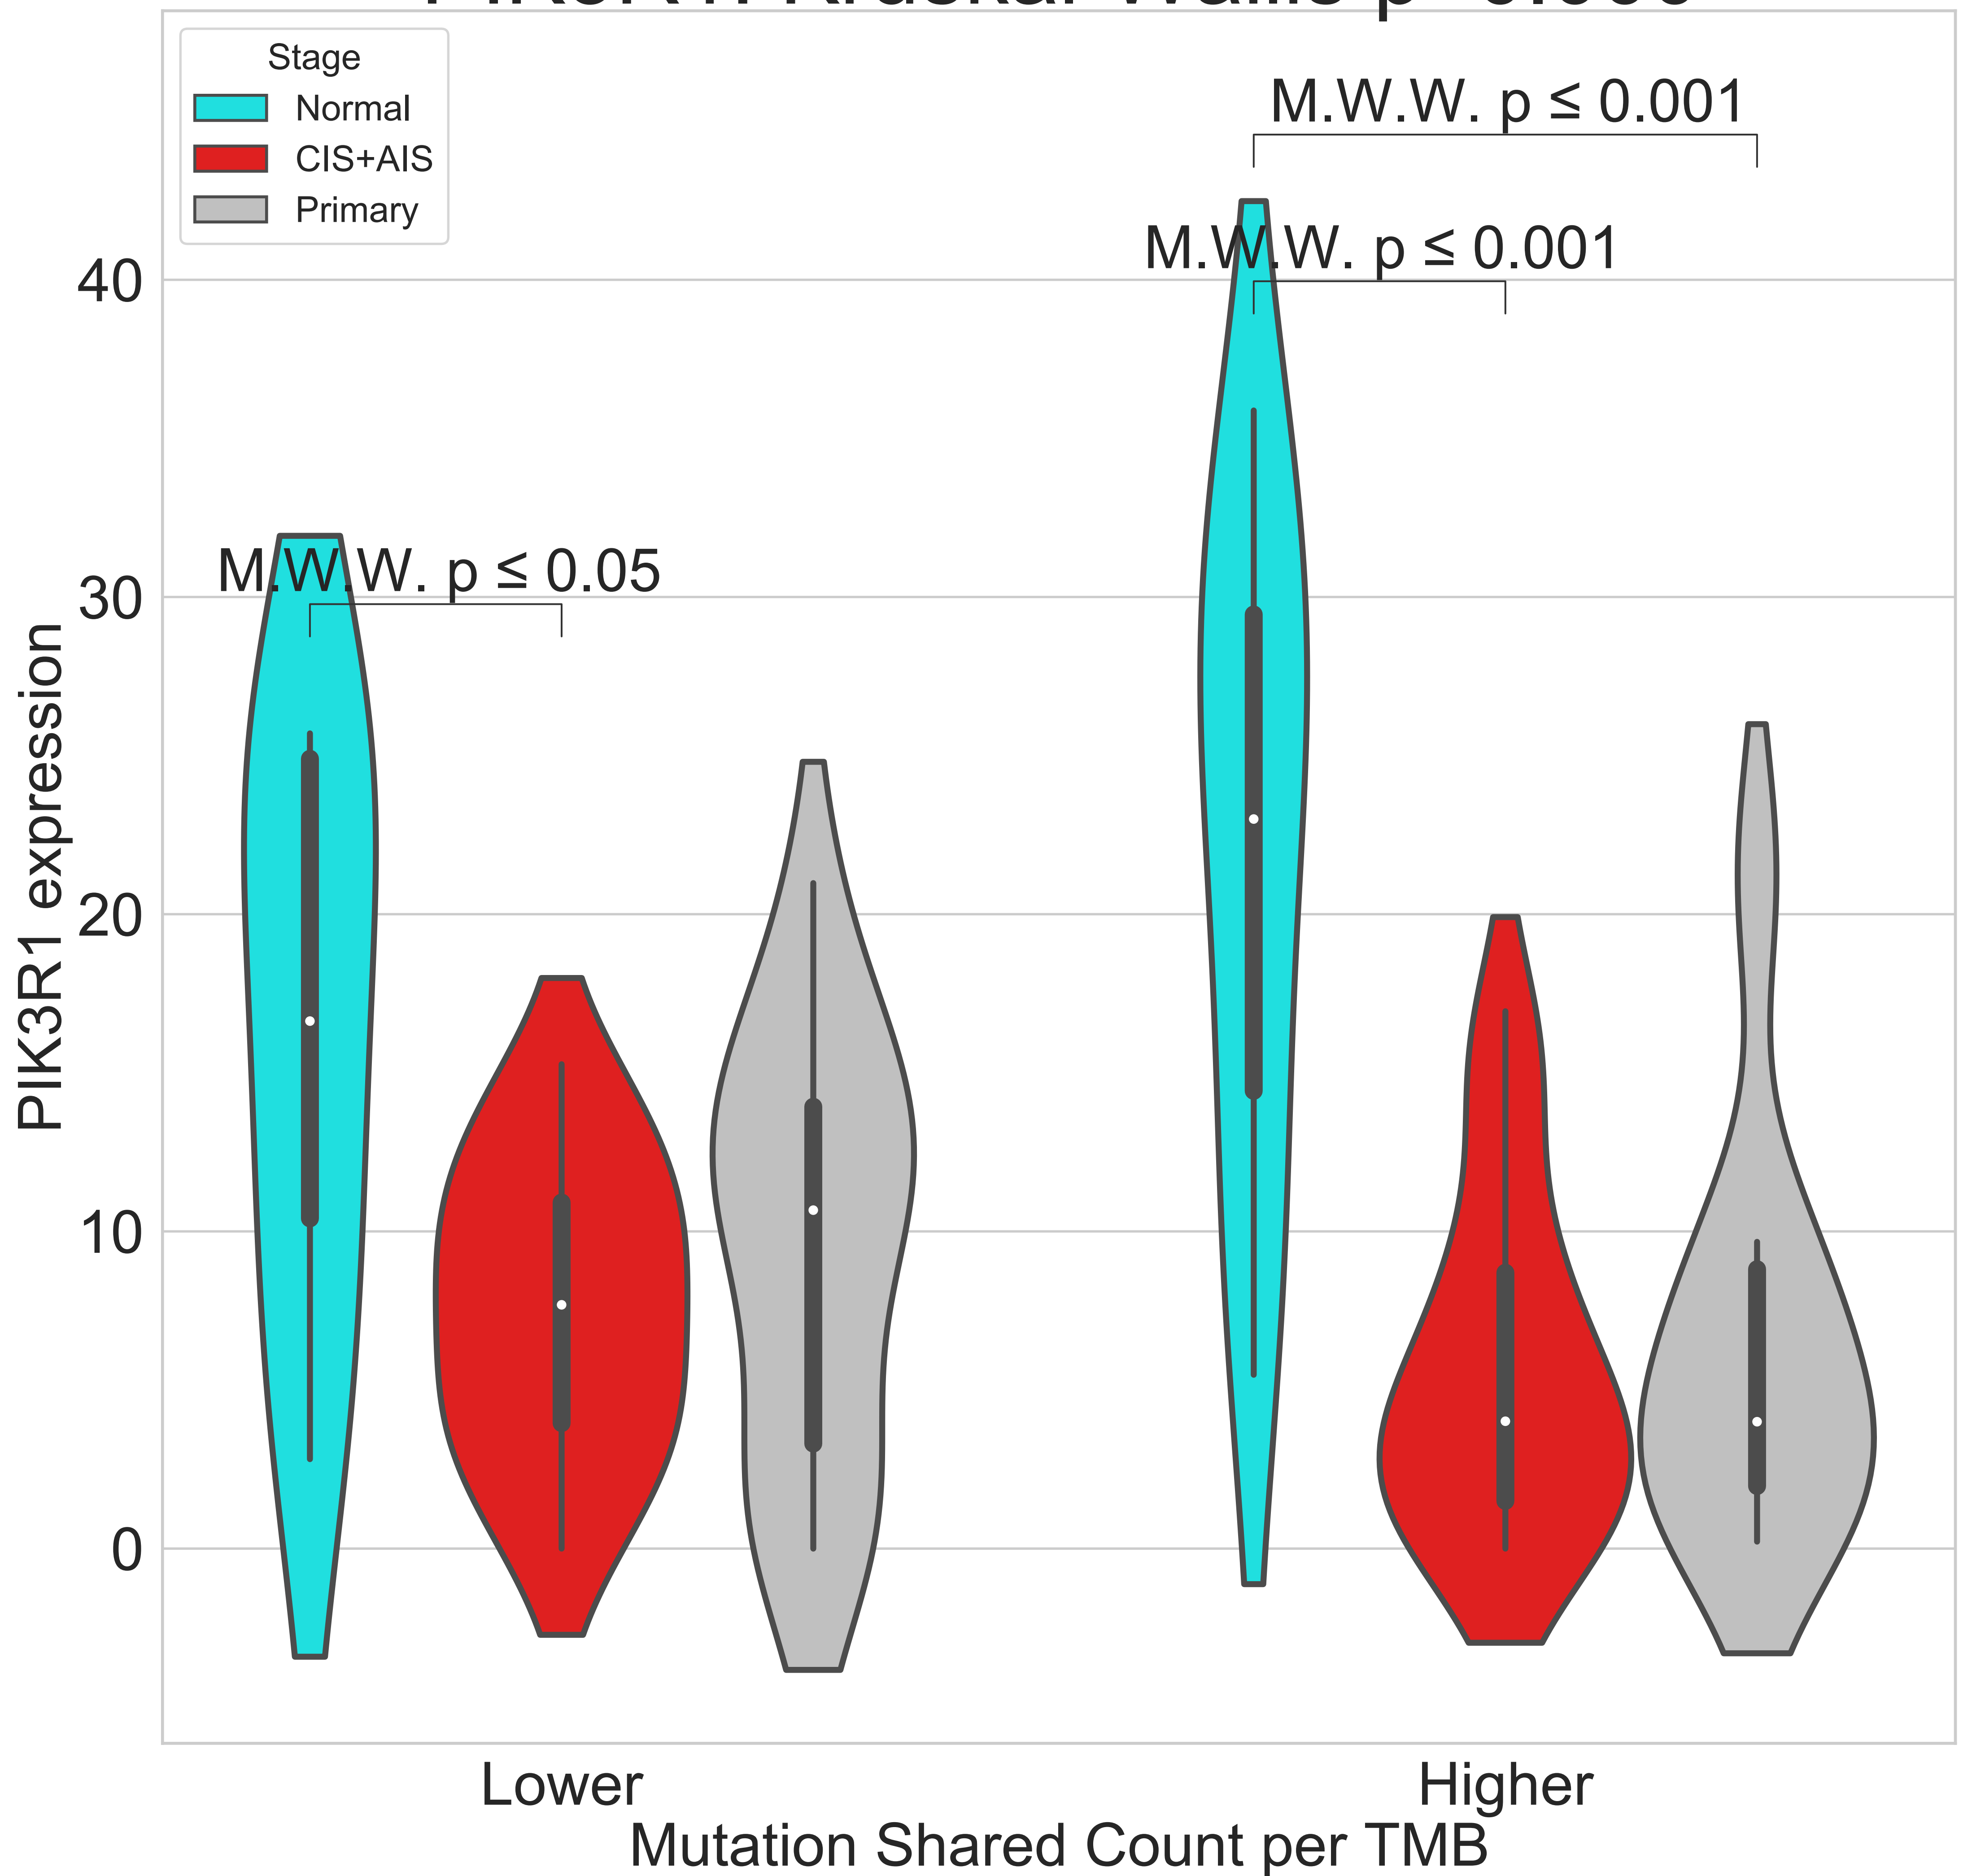 Stage
Normal
CIS+AIS
Primary
M.W.W. p ≤ 0.001
M.W.W. p ≤ 0.001
M.W.W. p ≤ 0.05
40
30
20
10
0
PIK3R1 expression
Lower
Higher
Mutation Shared Count per TMB